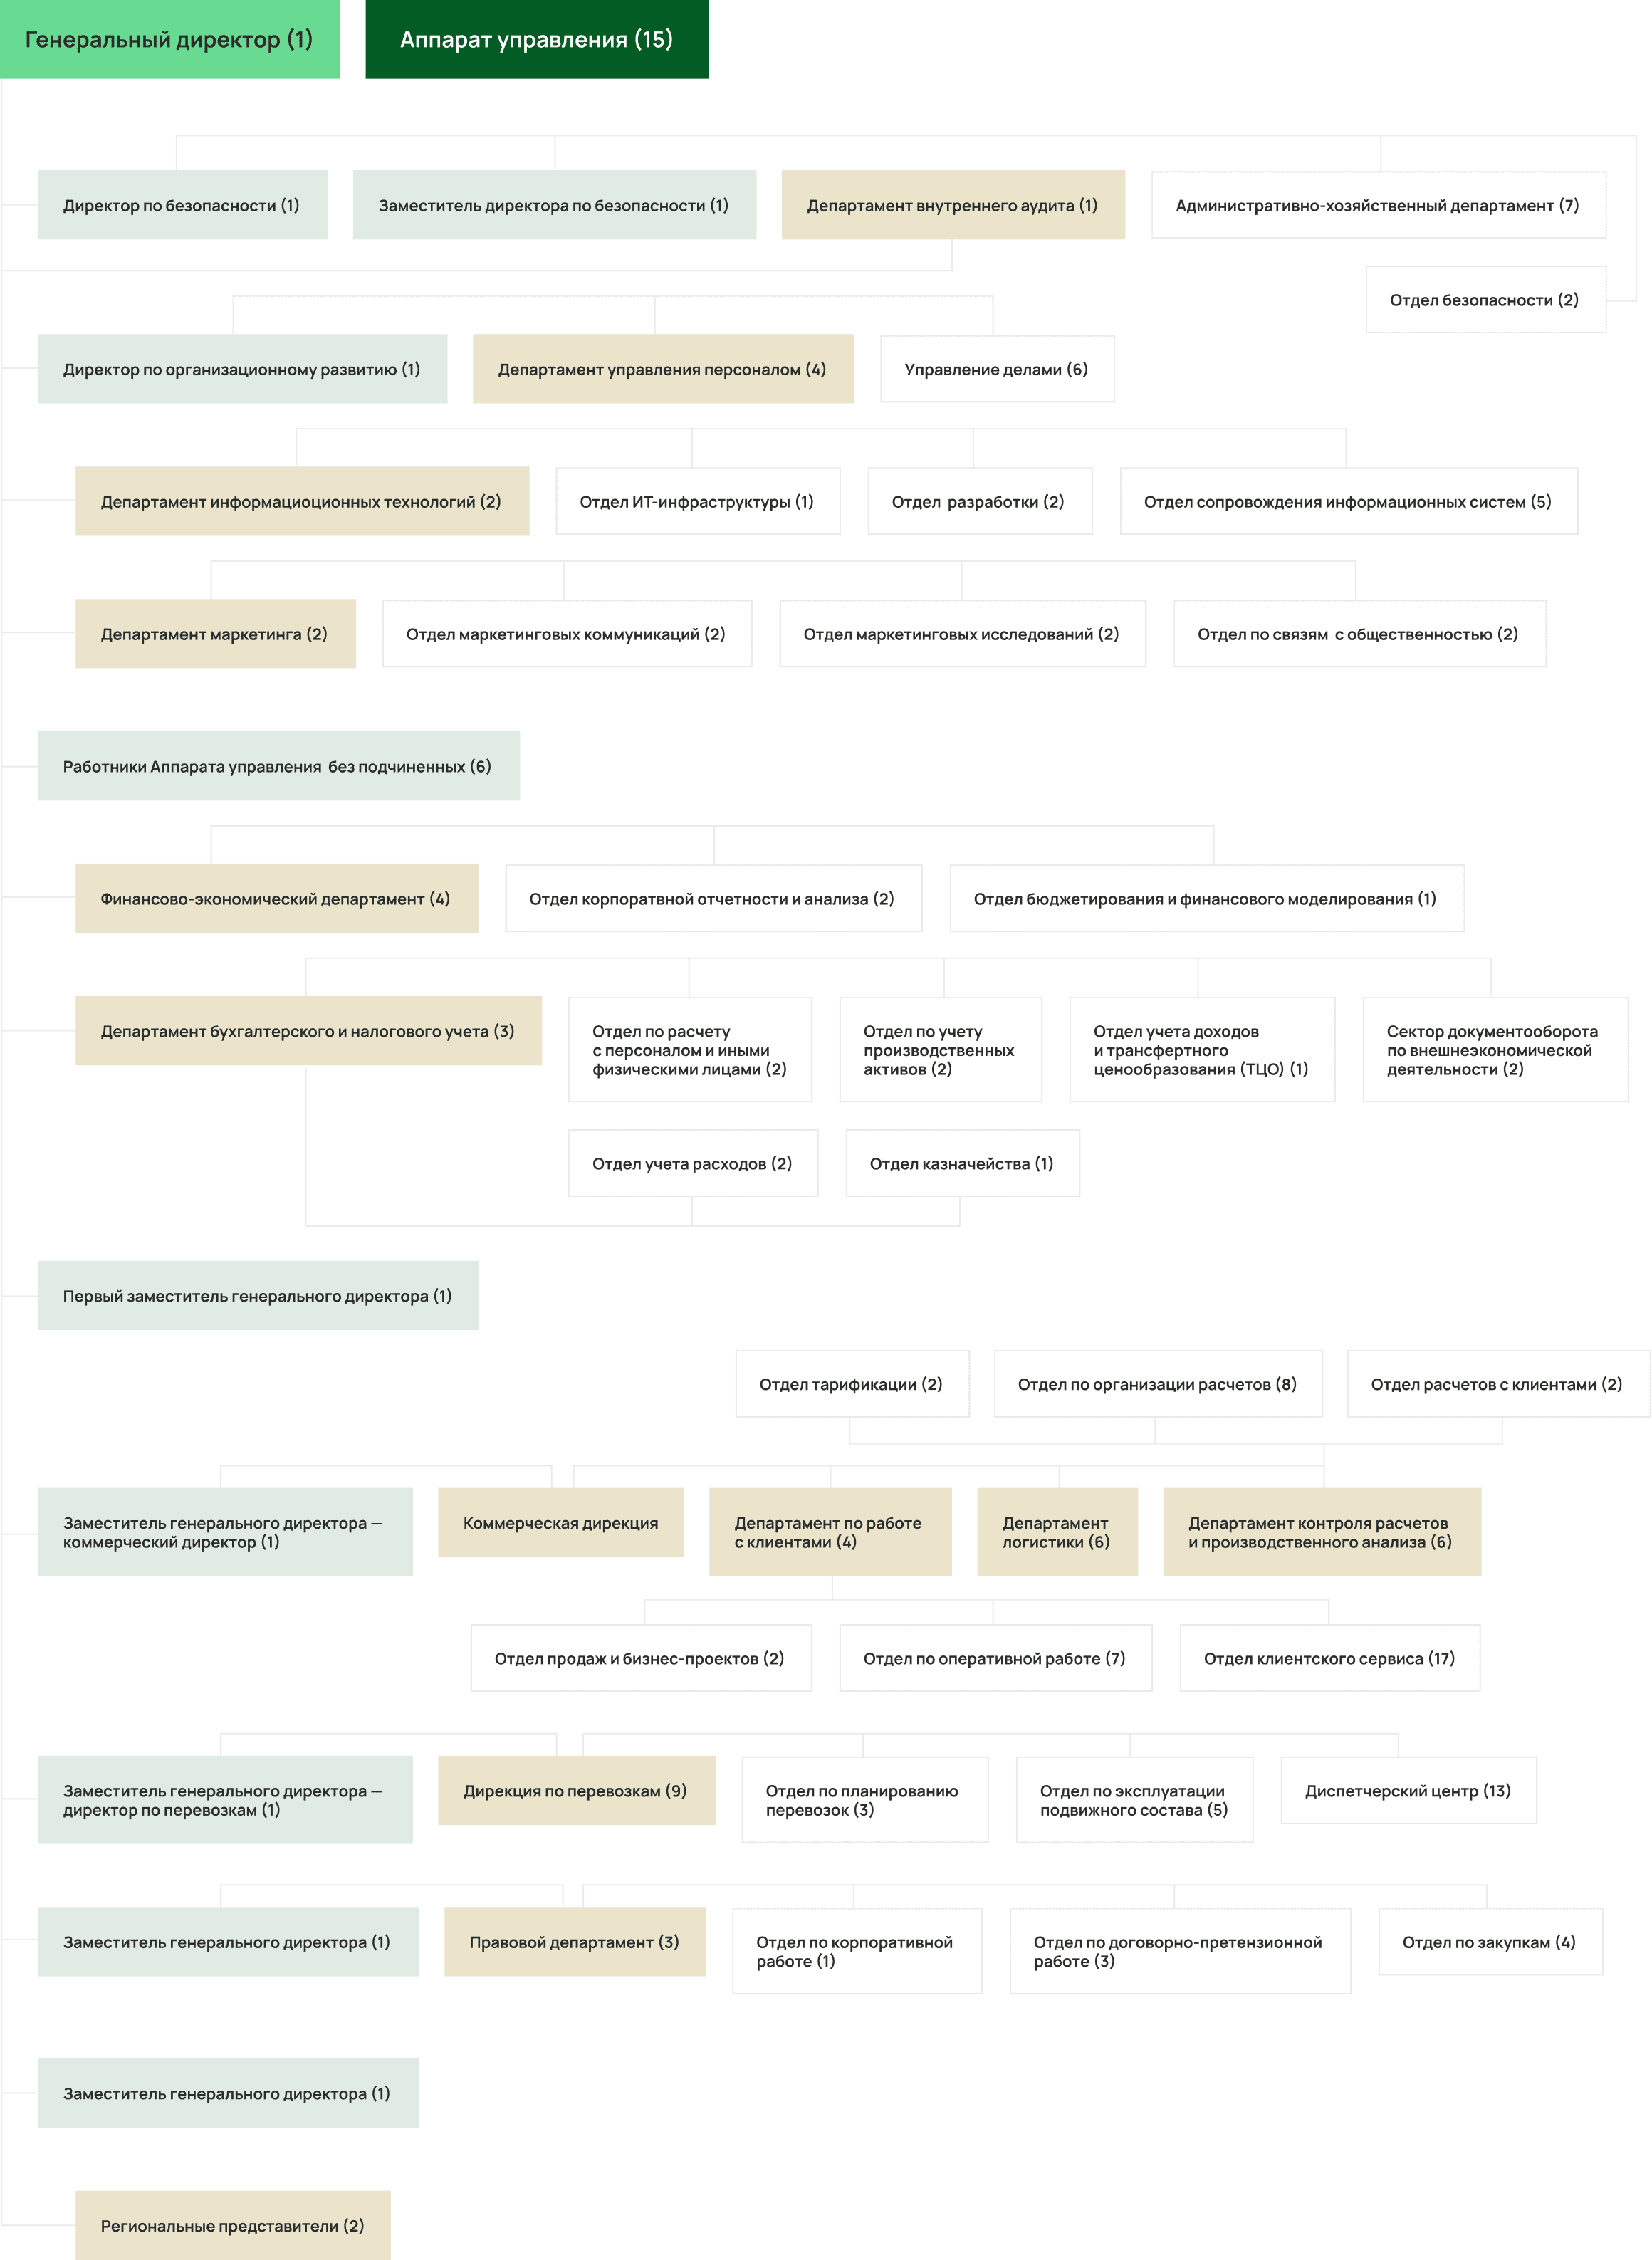 Генеральный директор (1)
Аппарат управления (15)
Директор по безопасности (1)
Заместитель директора по безопасности (1)
Департамент внутреннего аудита (1)
Административно-хозяйственный департамент (7)
Отдел безопасности (2)
Директор по организационному развитию (1)
Департамент управления персоналом (4)
Управление делами (6)
Департамент информациоционных технологий (2)
Отдел ИТ-инфраструктуры (1)
Отдел разработки (2)
Отдел сопровождения информационных систем (5)
Департамент маркетинга (2)
Отдел маркетинговых коммуникаций (2)
Отдел маркетинговых исследований (2)
Отдел по связям с общественностью (2)
Работники Аппарата управления без подчиненных (6)
Финансово-экономический департамент (4)
Отдел корпоратвной отчетности и анализа (2)
Отдел бюджетирования и финансового моделирования (1)
Департамент бухгалтерского и налогового учета (3)
Отдел по расчету
с персоналом и иными
физическими лицами (2)
Отдел по учету
производственных
активов (2)
Отдел учета доходов
и трансфертного
ценообразования (ТЦО) (1)
Сектор документооборота
по внешнеэкономической
деятельности (2)
Отдел учета расходов (2)
Отдел казначейства (1)
Первый заместитель генерального директора (1)
Отдел тарификации (2)
Отдел по организации расчетов (8)
Отдел расчетов с клиентами (2)
Заместитель генерального директора —
коммерческий директор (1)
Коммерческая дирекция
Департамент по работе
с клиентами (4)
Департамент
логистики (6)
Департамент контроля расчетов
и производственного анализа (6)
Отдел продаж и бизнес-проектов (2)
Отдел по оперативной работе (7)
Отдел клиентского сервиса (17)
Заместитель генерального директора —
директор по перевозкам (1)
Дирекция по перевозкам (9)
Отдел по планированию
перевозок (3)
Отдел по эксплуатации
подвижного состава (5)
Диспетчерский центр (13)
Заместитель генерального директора (1)
Правовой департамент (3)
Отдел по корпоративной
работе (1)
Отдел по договорно-претензионной
работе (3)
Отдел по закупкам (4)
Заместитель генерального директора (1)
Региональные представители (2)